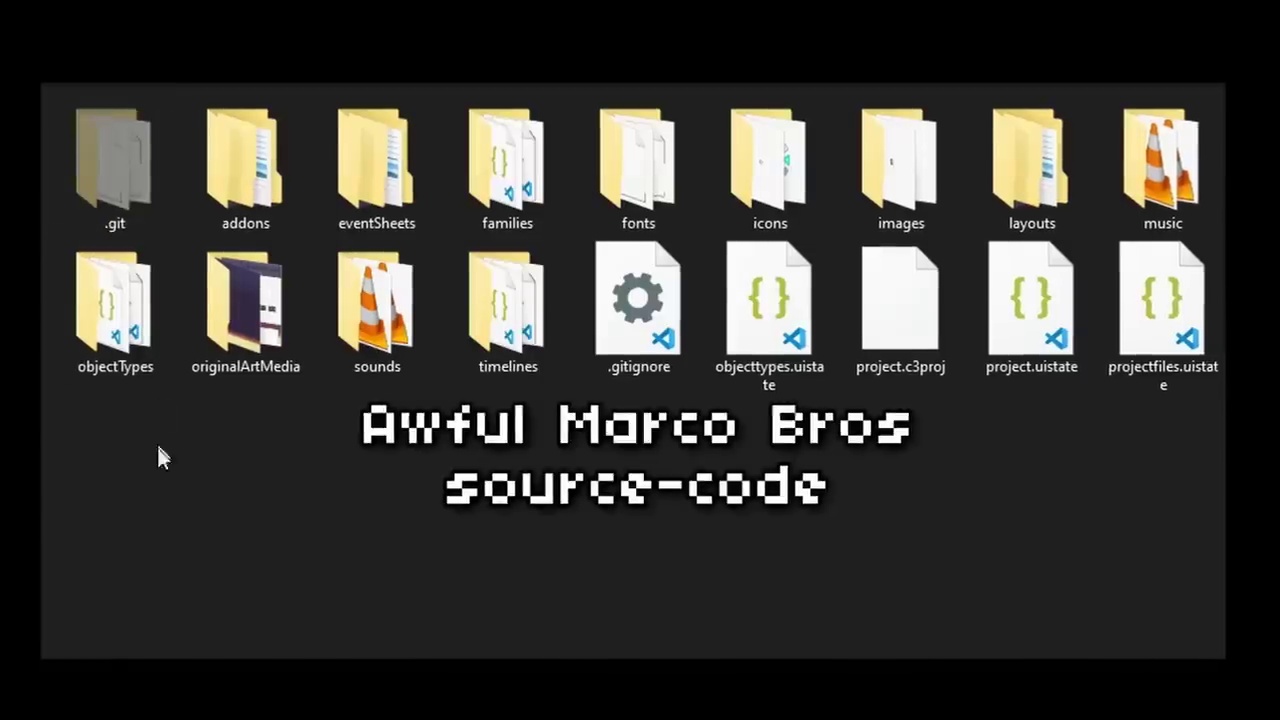 .git
addons
eventSheets
families
fonts
icons
images
layouts
music
objectTypes
originalArtMedia
sounds
timelines
.gitignore
objecttypes.uista
te
project.c3proj
project.uistate
projectfiles.uistat
e
Awful Marco Bros
source-code